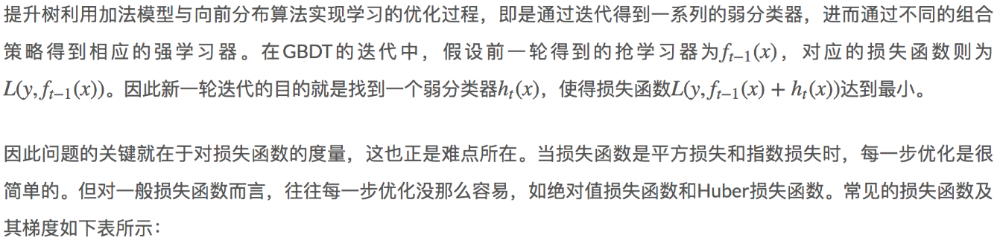 提升树利用加法模型与向前分布算法实现学习的优化过程，即是通过迭代得到一系列的弱分类器，进而通过不同的组合
策略得到相应的强学习器。在GBDT的迭代中，假设前一轮得到的抢学习器为fₜ₋₁(x)，对应的损失函数则为
L(y,fₜ₋₁(x))。因此新一轮迭代的目的就是找到一个弱分类器hₜ(x)，使得损失函数L(y,fₜ₋₁(x) + hₜ(x))达到最小。
因此问题的关键就在于对损失函数的度量，这也正是难点所在。当损失函数是平方损失和指数损失时，每一步优化是很
简单的。但对一般损失函数而言，往往每一步优化没那么容易，如绝对值损失函数和Huber损失函数。常见的损失函数及
其梯度如下表所示：